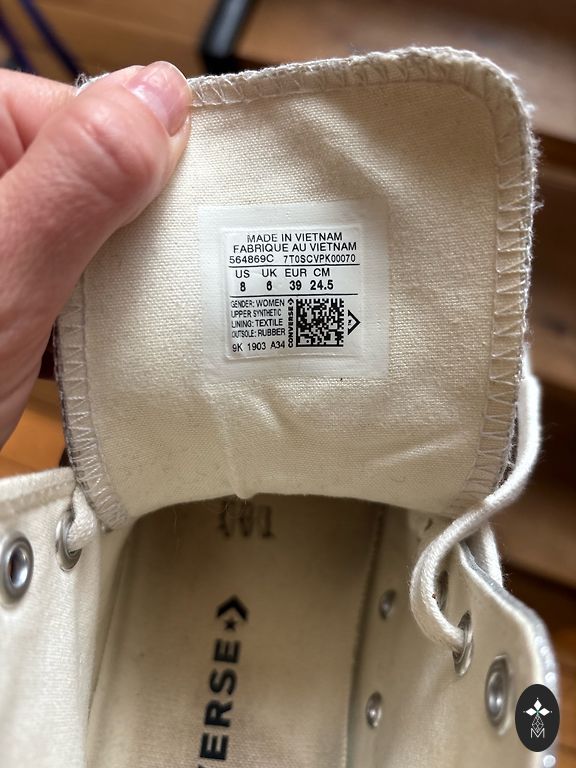 MADE IN VIETNAM
FABRIQUE AU VIETNAM
564869C 7T0SCVPK00070
US UK EUR CM
8 6 39 24.5
GENDER: WOMEN
UPPER SYNTHETIC
LINING: TEXTILE
OUTSOLE: RUBBER
CONVERSE
9K 1903 A34
VERSE
M